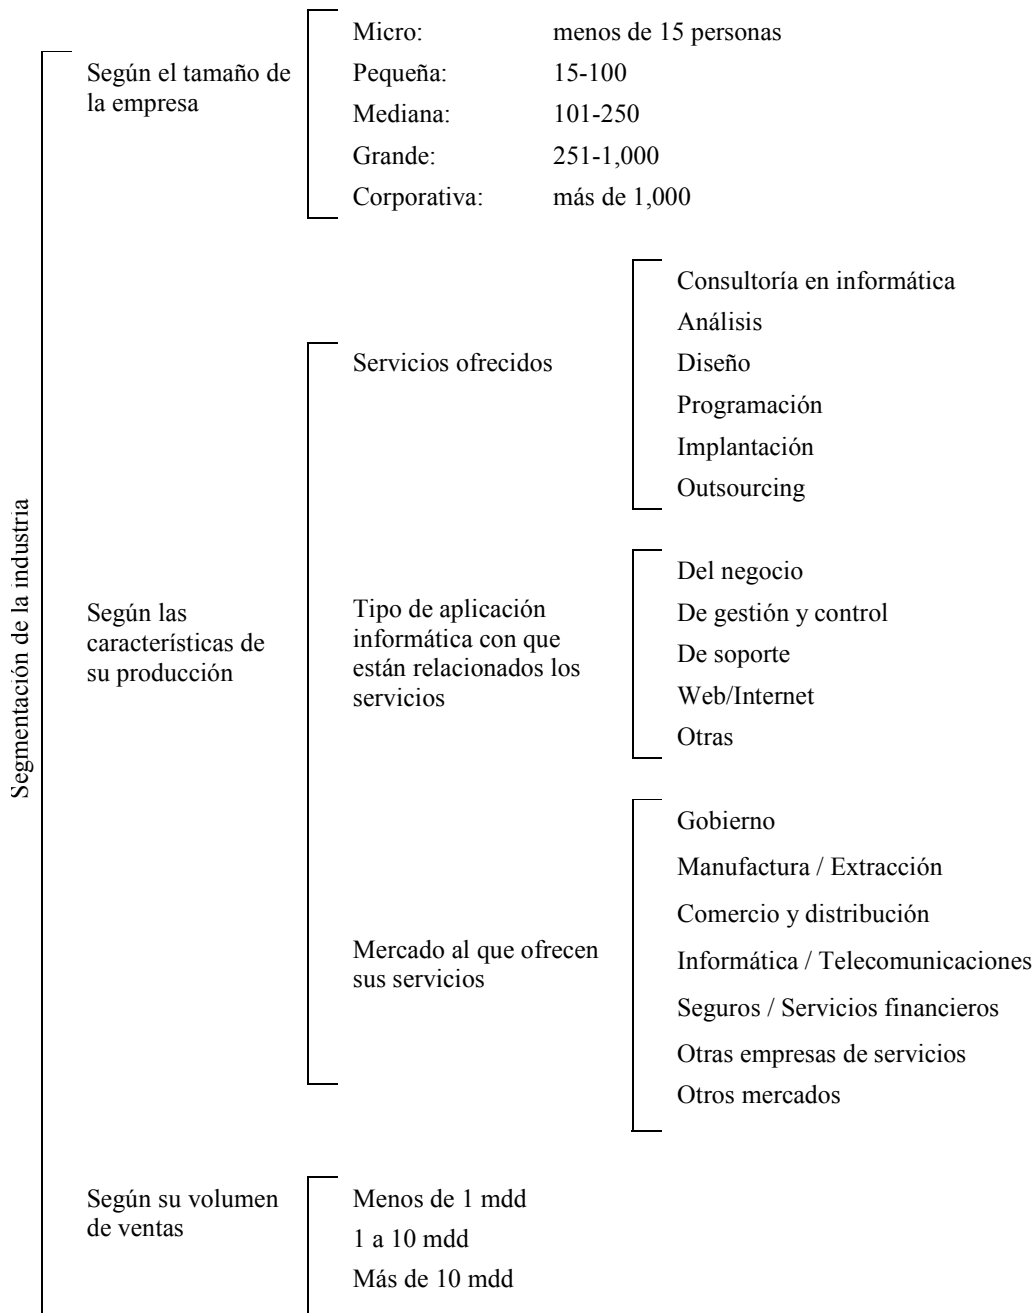 Segmentación de la industria
Según el tamaño de
la empresa
Micro: menos de 15 personas
Pequeña: 15-100
Mediana: 101-250
Grande: 251-1,000
Corporativa: más de 1,000
Según las
características de
su producción
Servicios ofrecidos
Consultoría en informática
Análisis
Diseño
Programación
Implantación
Outsourcing
Tipo de aplicación
informática con que
están relacionados los
servicios
Del negocio
De gestión y control
De soporte
Web/Internet
Otras
Mercado al que ofrecen
sus servicios
Gobierno
Manufactura / Extracción
Comercio y distribución
Informática / Telecomunicaciones
Seguros / Servicios financieros
Otras empresas de servicios
Otros mercados
Según su volumen
de ventas
Menos de 1 mdd
1 a 10 mdd
Más de 10 mdd